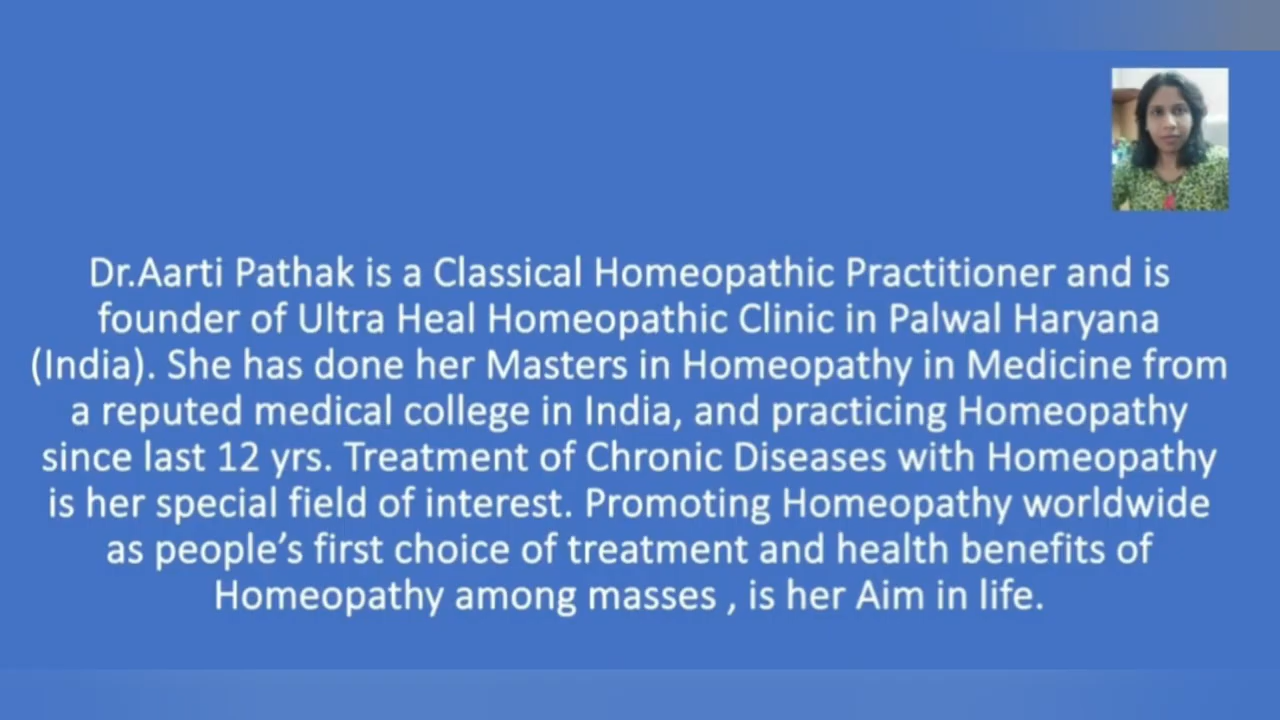 Dr.Aarti Pathak is a Classical Homeopathic Practitioner and is
founder of Ultra Heal Homeopathic Clinic in Palwal Haryana
(India). She has done her Masters in Homeopathy in Medicine from
a reputed medical college in India, and practicing Homeopathy
since last 12 yrs. Treatment of Chronic Diseases with Homeopathy
is her special field of interest. Promoting Homeopathy worldwide
as people’s first choice of treatment and health benefits of
Homeopathy among masses , is her Aim in life.